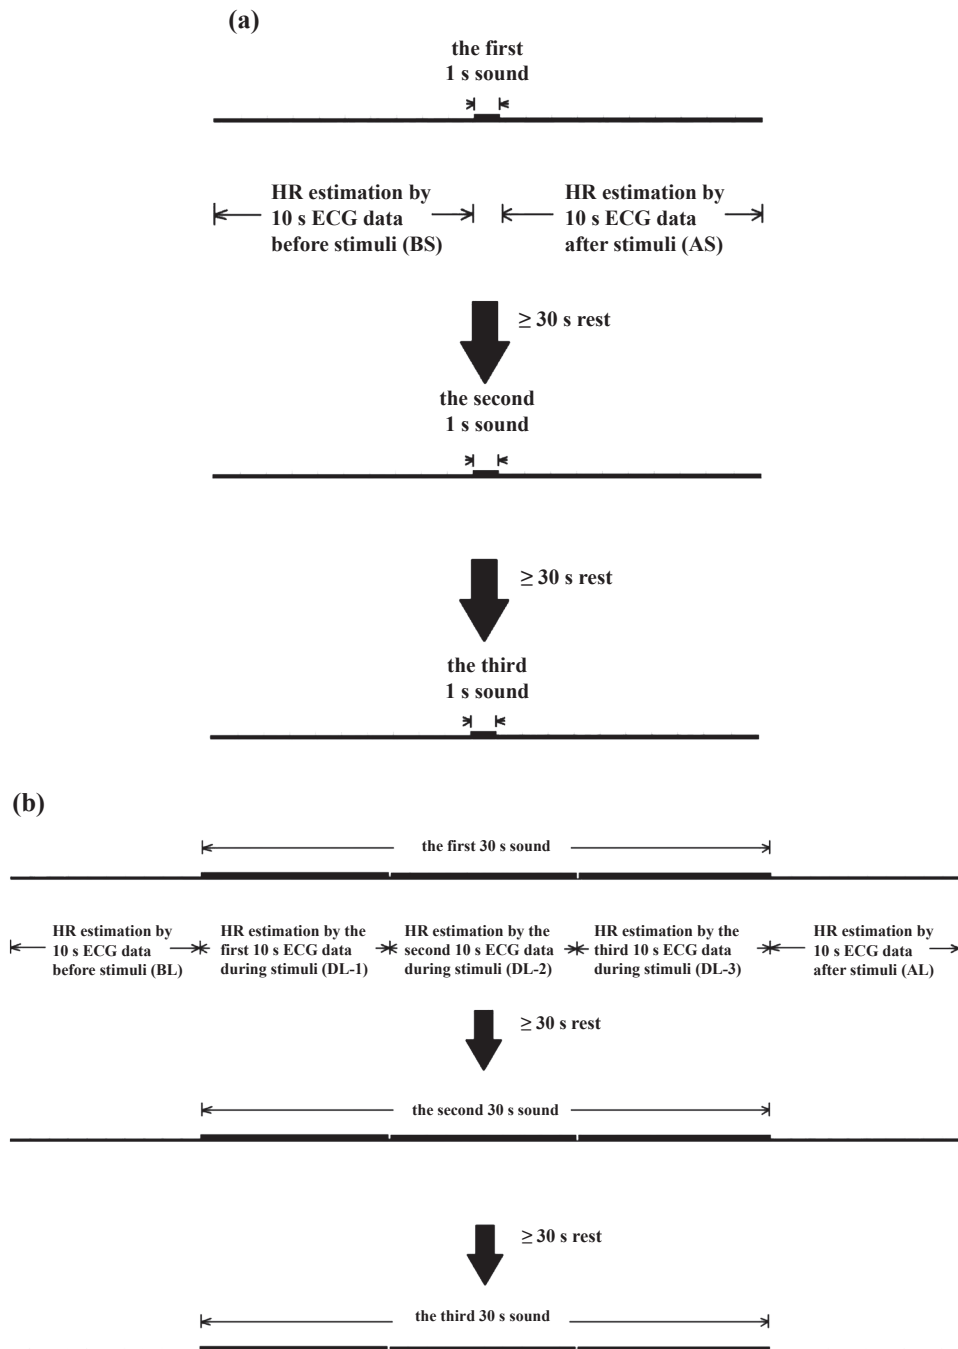 (a)
the first
1 s sound
HR estimation by
10 s ECG data
before stimuli (BS)
HR estimation by
10 s ECG data
after stimuli (AS)
≥ 30 s rest
the second
1 s sound
≥ 30 s rest
the third
1 s sound
(b)
the first 30 s sound
HR estimation by
10 s ECG data
before stimuli (BL)
HR estimation by the
first 10 s ECG data
during stimuli (DL-1)
HR estimation by the
second 10 s ECG data
during stimuli (DL-2)
HR estimation by the
third 10 s ECG data
during stimuli (DL-3)
HR estimation by
10 s ECG data
after stimuli (AL)
≥ 30 s rest
the second 30 s sound
≥ 30 s rest
the third 30 s sound